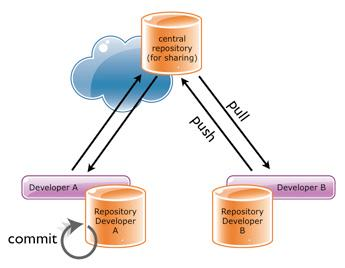 central
repository
(for sharing)
pull
push
Developer A
Developer B
Repository
Developer
A
Repository
Developer
B
commit